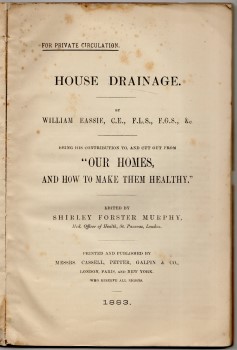 FOR PRIVATE CIRCULATION.
HOUSE DRAINAGE.
BY
WILLIAM EASSIE, C.E., F.L.S., F.G.S., &c.
BEING HIS CONTRIBUTION TO, AND CUT OUT FROM
"OUR HOMES,
AND HOW TO MAKE THEM HEALTHY."
EDITED BY
SHIRLEY FORSTER MURPHY,
Med. Officer of Health, St. Pancras, London.
PRINTED AND PUBLISHED BY
MESSRS CASSELL, PETTER, GALPIN & CO.,
LONDON, PARIS, AND NEW YORK.
WHO RESERVE ALL RIGHTS.
1883.